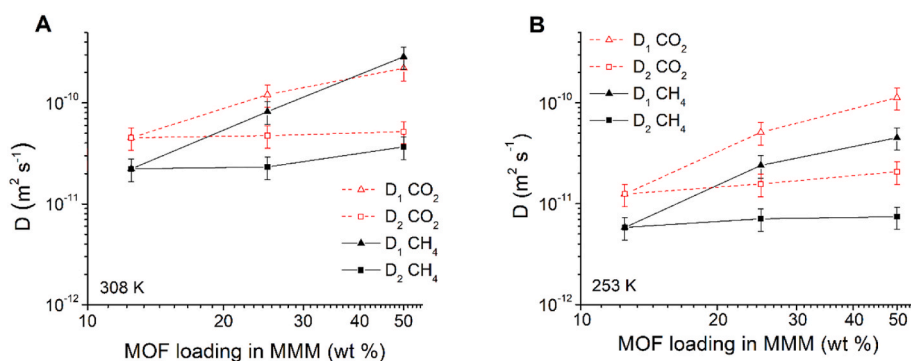 A
D (m² s⁻¹)
10⁻¹⁰
10⁻¹¹
10⁻¹²
D₁ CO₂
D₂ CO₂
D₁ CH₄
D₂ CH₄
308 K
10 20 30 40 50
MOF loading in MMM (wt %)
B
D (m² s⁻¹)
10⁻¹⁰
10⁻¹¹
10⁻¹²
D₁ CO₂
D₂ CO₂
D₁ CH₄
D₂ CH₄
253 K
10 20 30 40 50
MOF loading in MMM (wt %)